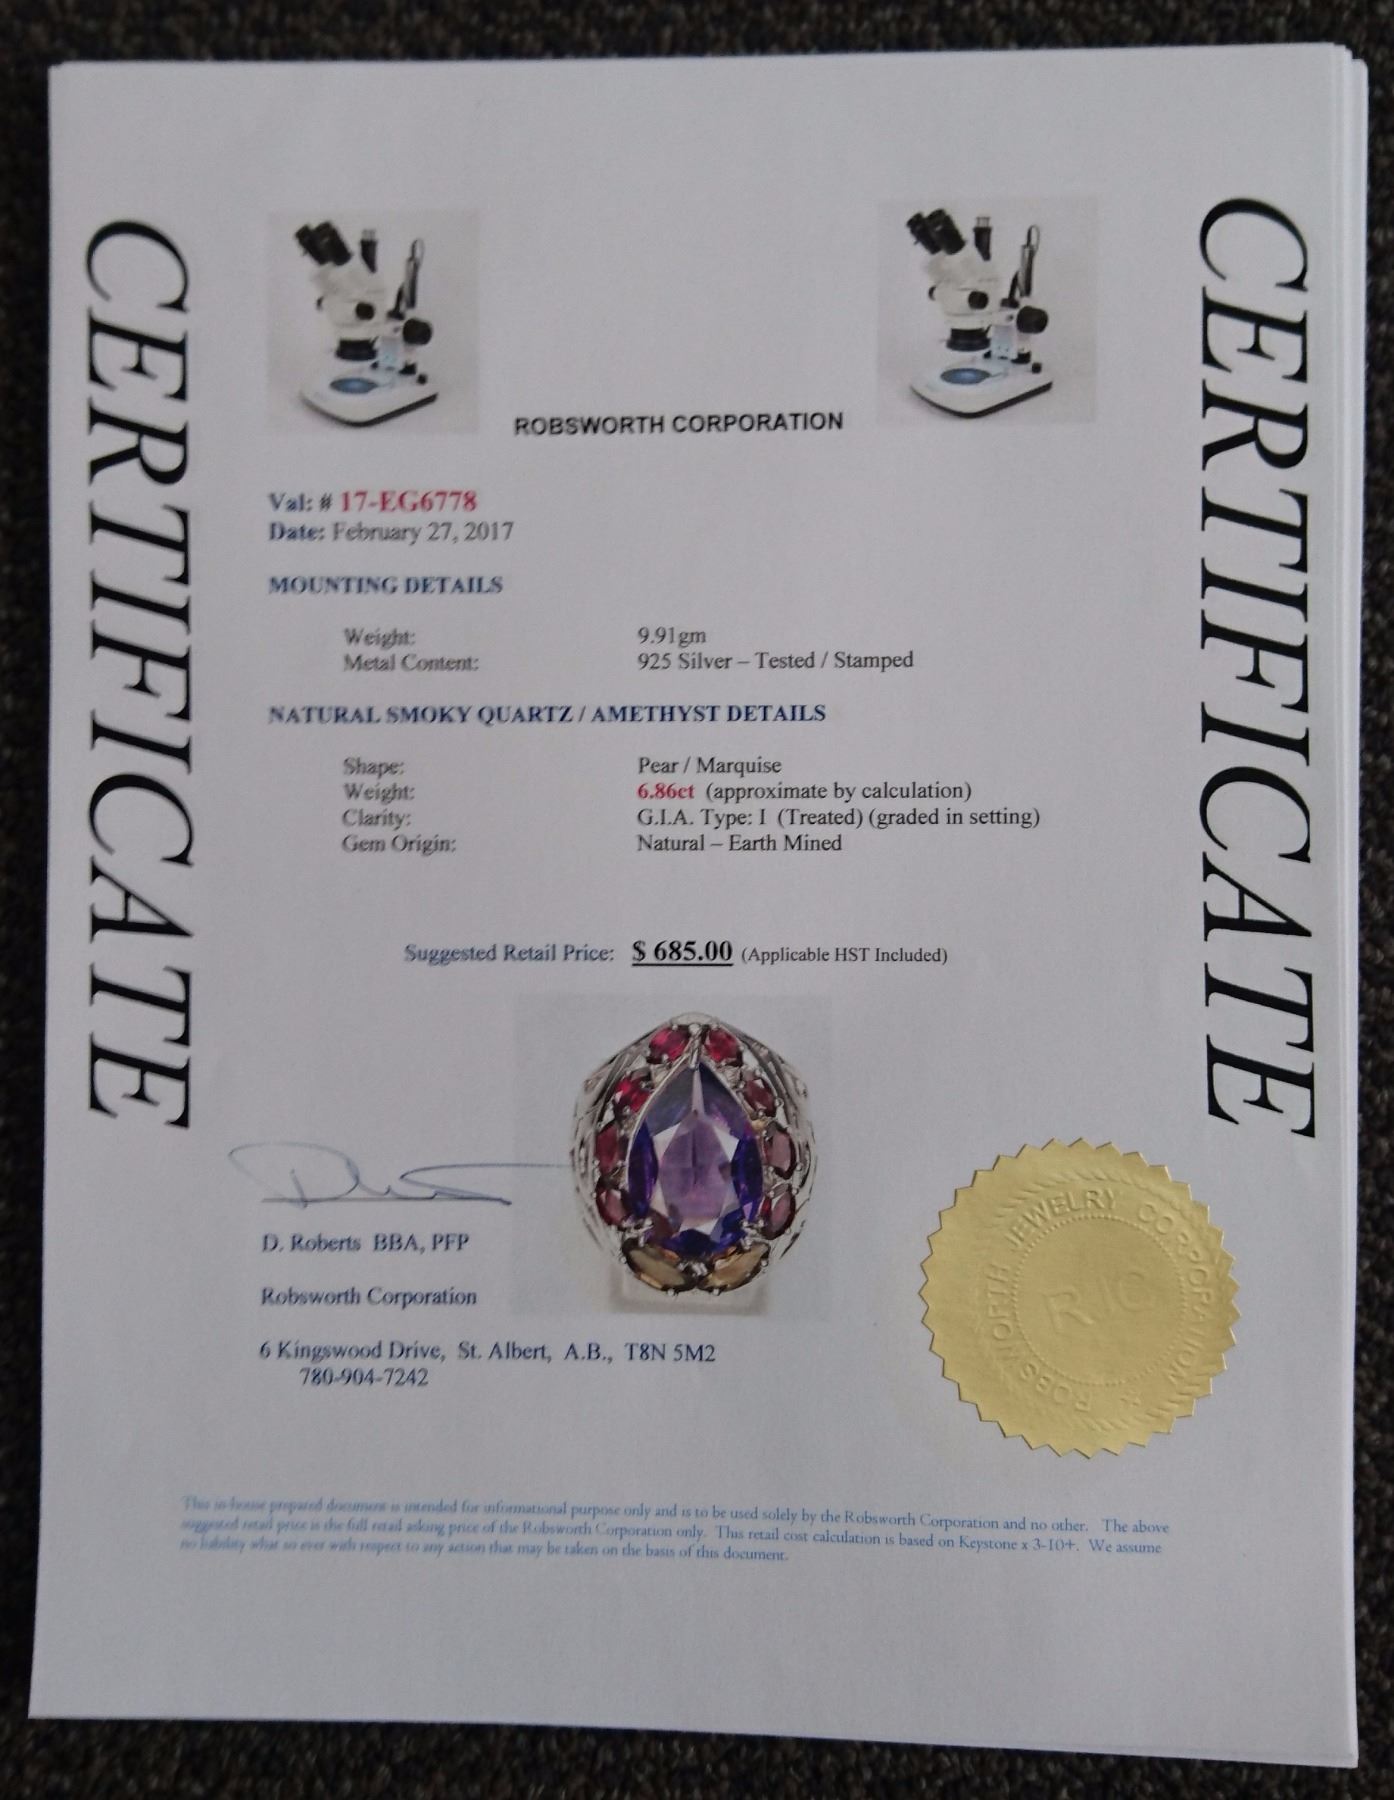 CERTIFICATE
CERTIFICATE
ROBSWORTH CORPORATION
Val: # 17-EG6778
Date: February 27, 2017
MOUNTING DETAILS
Weight: 9.91gm
Metal Content: 925 Silver – Tested / Stamped
NATURAL SMOKY QUARTZ / AMETHYST DETAILS
Shape: Pear / Marquise
Weight: 6.86ct (approximate by calculation)
Clarity: G.I.A. Type: I (Treated) (graded in setting)
Gem Origin: Natural – Earth Mined
Suggested Retail Price: $ 685.00 (Applicable HST Included)
D. Roberts BBA, PFP
Robsworth Corporation
6 Kingswood Drive, St. Albert, A.B., T8N 5M2
780-904-7242
ROBSWORTH JEWELRY CORPORATION
RJC
This in-house prepared document is intended for informational purpose only and is to be used solely by the Robsworth Corporation and no other. The above
suggested retail price is the full retail asking price of the Robsworth Corporation only. This retail cost calculation is based on Keystone x 3-10+. We assume
no liability what so ever with respect to any action that may be taken on the basis of this document.